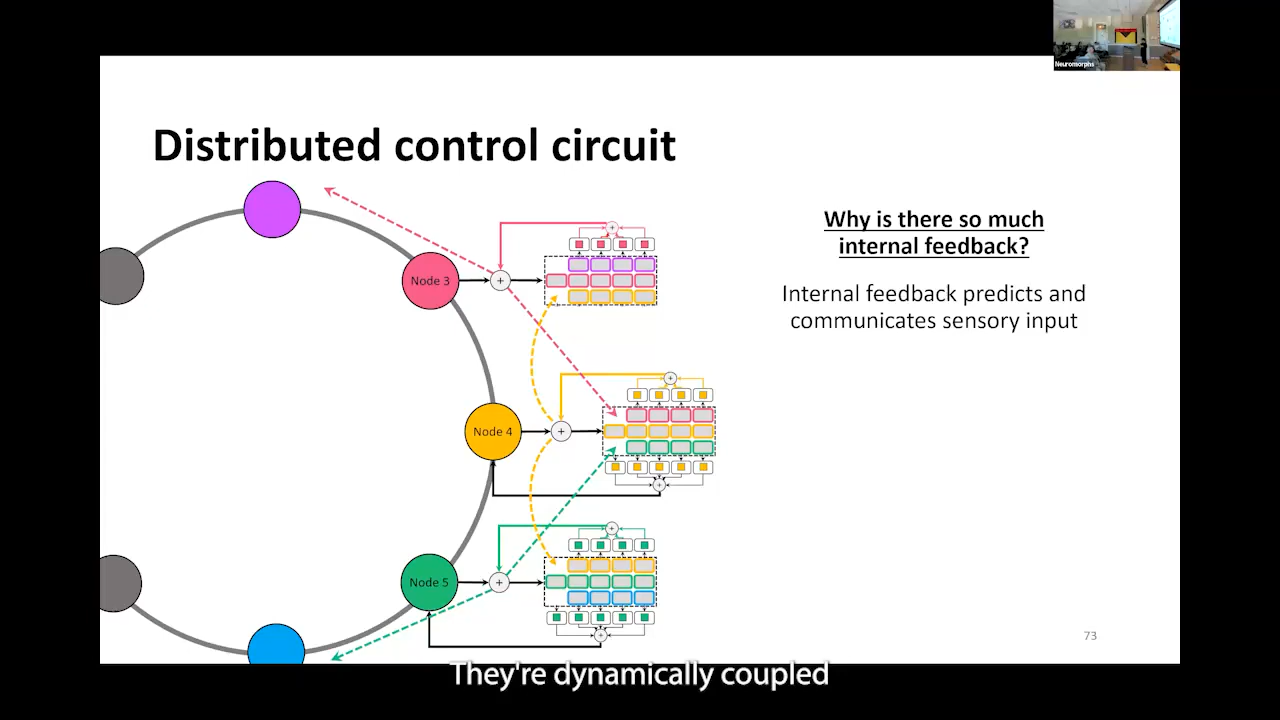 Neuromorphs
Distributed control circuit
Why is there so much
internal feedback?
Internal feedback predicts and
communicates sensory input
Node 3
+
+
Node 4
+
+
+
Node 5
+
+
+
73
They're dynamically coupled